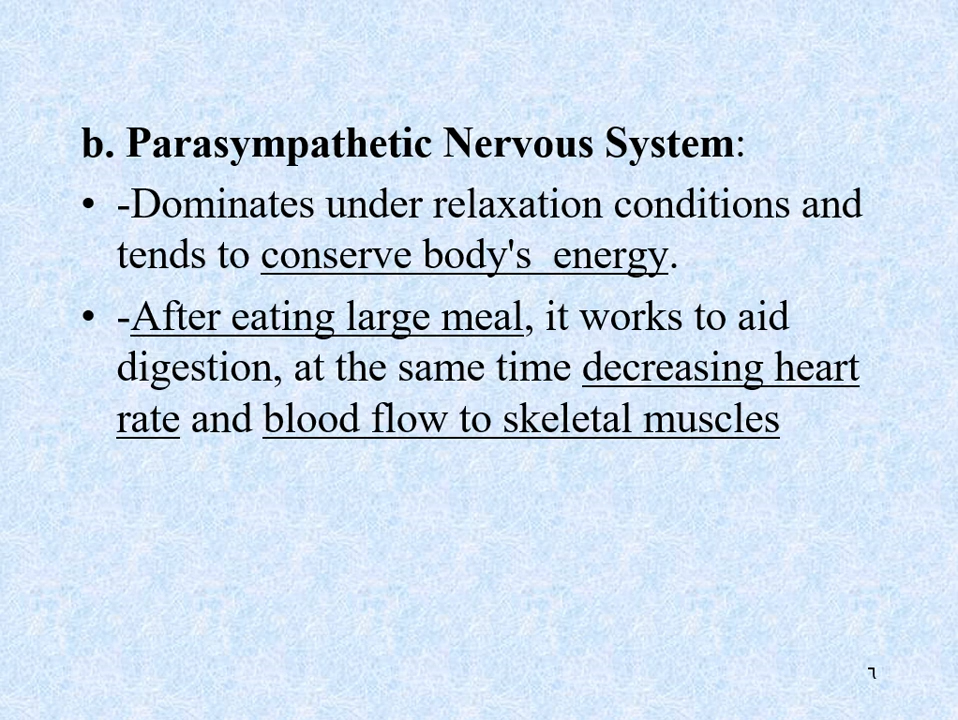 b. Parasympathetic Nervous System:
• -Dominates under relaxation conditions and
tends to conserve body's  energy.
• -After eating large meal, it works to aid
digestion, at the same time decreasing heart
rate and blood flow to skeletal muscles
٦